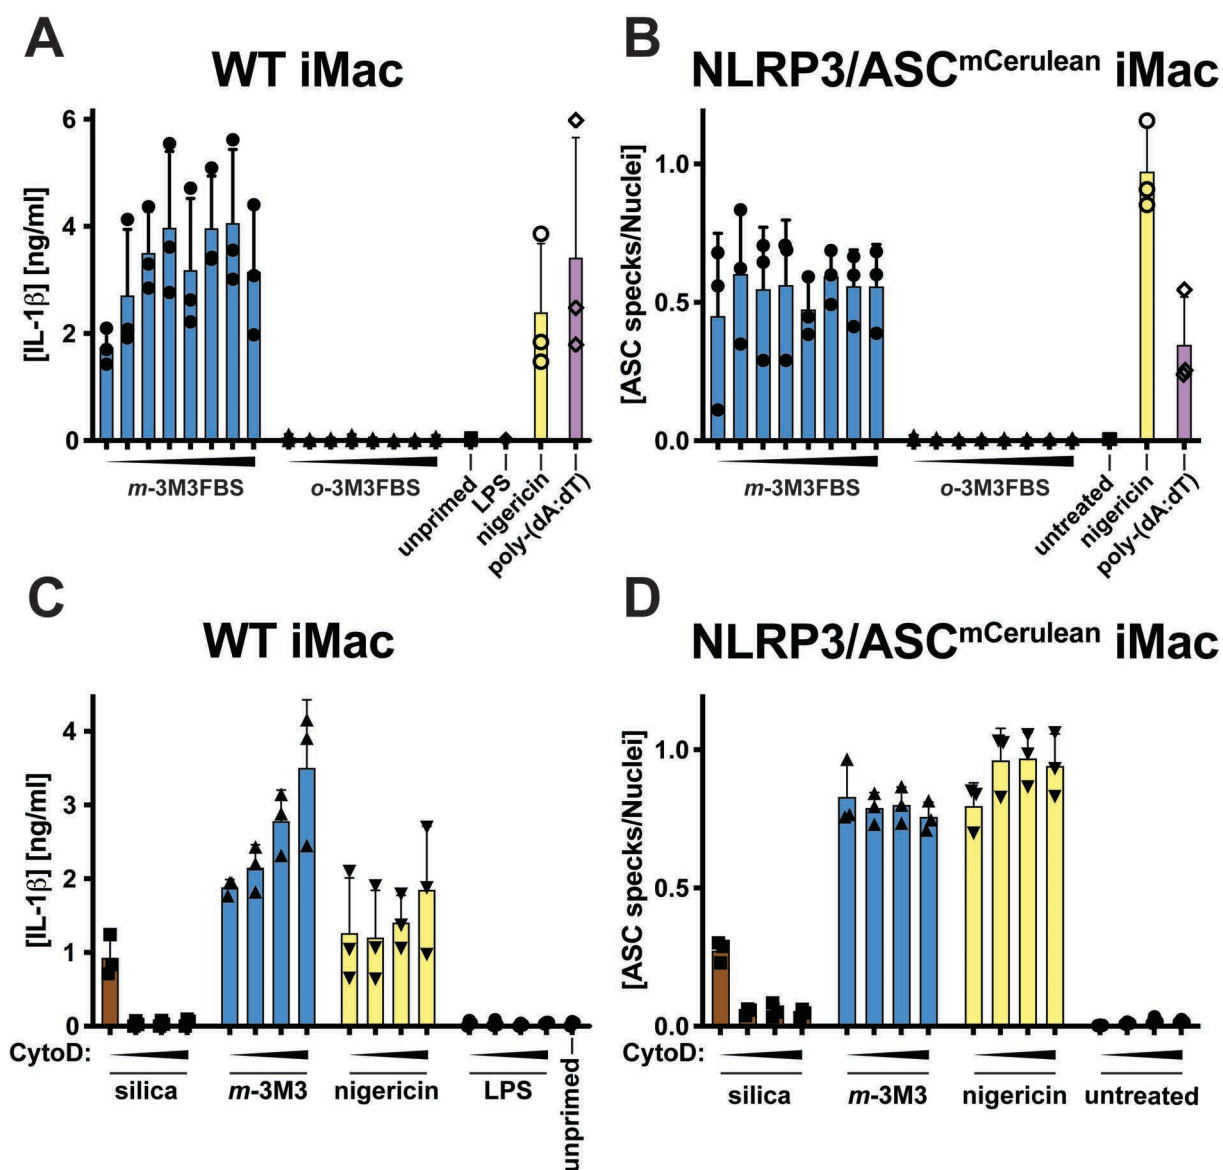 A
WT iMac
[IL-1β] [ng/ml]
6
4
2
0
m-3M3FBS
o-3M3FBS
unprimed
LPS
nigericin
poly-(dA:dT)
B
NLRP3/ASCmCerulean iMac
[ASC specks/Nuclei]
1.0
0.5
0.0
m-3M3FBS
o-3M3FBS
untreated
nigericin
poly-(dA:dT)
C
WT iMac
[IL-1β] [ng/ml]
4
3
2
1
0
CytoD:
silica
m-3M3
nigericin
LPS
unprimed
D
NLRP3/ASCmCerulean iMac
[ASC specks/Nuclei]
1.0
0.5
0.0
CytoD:
silica
m-3M3
nigericin
untreated